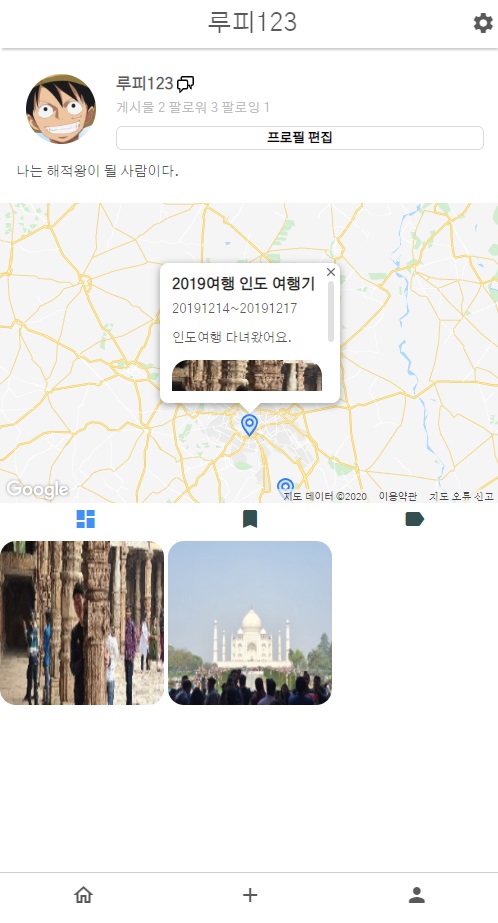 루피123
루피123
게시물 2 팔로워 3 팔로잉 1
프로필 편집
나는 해적왕이 될 사람이다.
2019여행 인도 여행기
20191214~20191217
인도여행 다녀왔어요.
Google
지도 데이터 ©2020 이용약관 지도 오류 신고